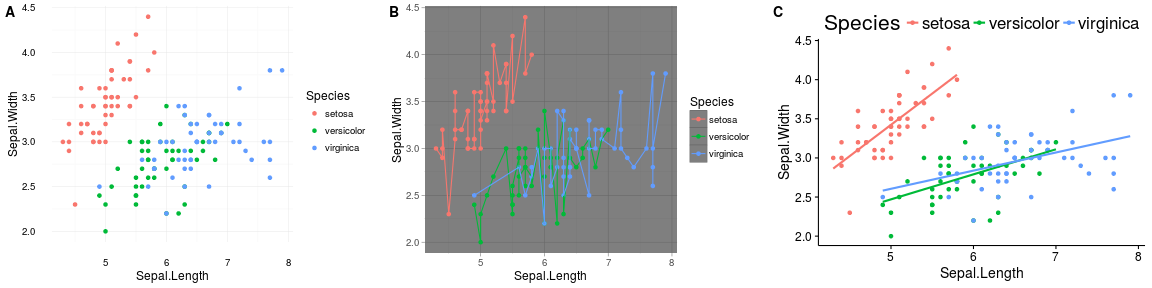 A
4.5
4.0
3.5
3.0
2.5
2.0
Sepal.Width
5 6 7 8
Sepal.Length
Species
setosa
versicolor
virginica
B
4.5
4.0
3.5
3.0
2.5
2.0
Sepal.Width
5 6 7 8
Sepal.Length
Species
setosa
versicolor
virginica
C
Species setosa versicolor virginica
4.5
4.0
3.5
3.0
2.5
2.0
Sepal.Width
5 6 7 8
Sepal.Length